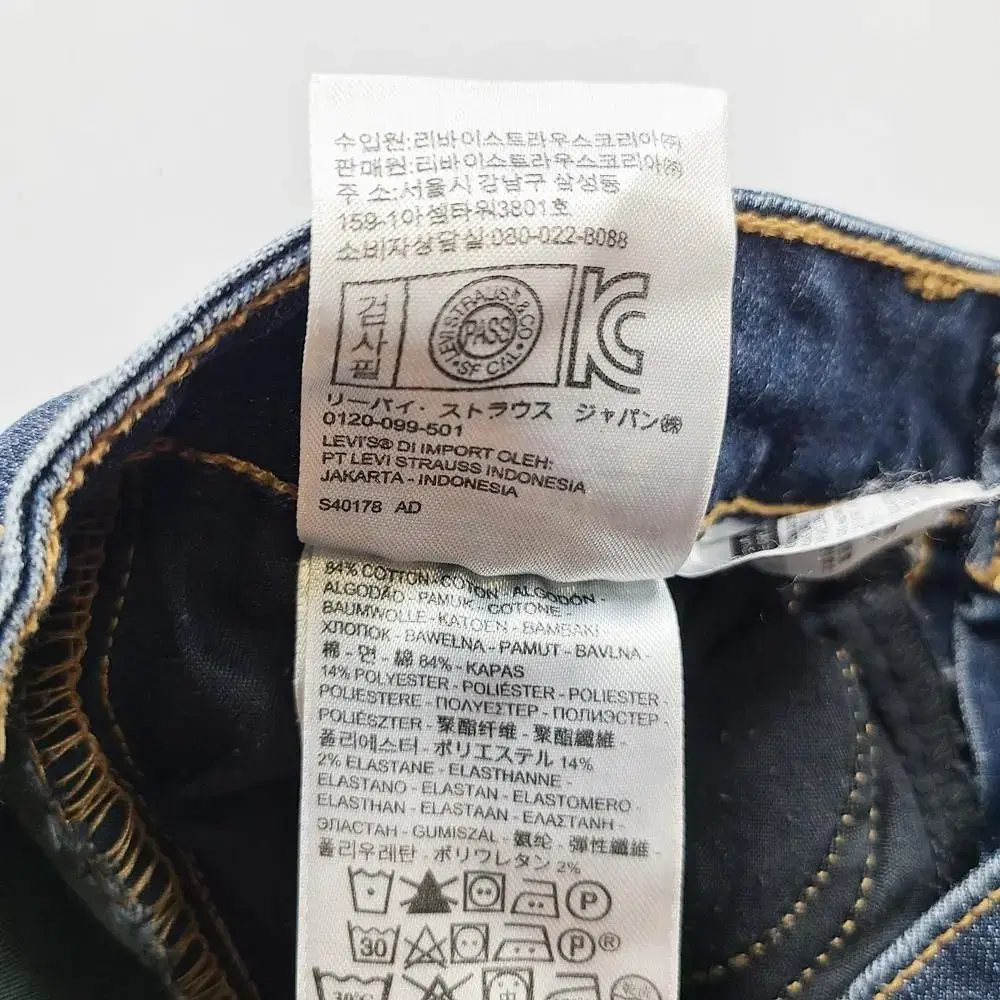 수입원:리바이스트라우스코리아㈜
판매원:리바이스트라우스코리아㈜
주 소:서울시 강남구 삼성동
159-1아셈타워3801호
소비자상담실:080-022-8088
검사필
LEVI STRAUSS & CO
PASS
SF CAL
リーバイ・ストラウス ジャパン㈱
0120-099-501
LEVI'S® DI IMPORT OLEH:
PT LEVI STRAUSS INDONESIA
JAKARTA - INDONESIA
S40178 AD
84% COTTON - COTON - ALGODON -
ALGODÃO - PAMUK - COTONE -
BAUMWOLLE - KATOEN - BAMBAKI
ХЛОПОК - BAWEŁNA - PAMUT - BAVLNA -
棉 - 면 - 綿 84% - KAPAS
14% POLYESTER - POLIÉSTER - POLIESTER
POLIESTERE - ΠΟΛΥΕΣΤΕΡ - ПОЛИЭСТЕР -
POLIÉSZTER - 聚酯纤维 - 聚酯纖維 -
폴리에스터 - ポリエステル 14%
2% ELASTANE - ELASTHANNE -
ELASTANO - ELASTAN - ELASTOMERO -
ELASTHAN - ELASTAAN - ΕΛΑΣΤΑΝΗ -
ЭЛАСТАН - GUMISZÁL - 氨纶 - 彈性纖維 -
폴리우레탄 - ポリウレタン 2%
P
30 P ®
30°C 中